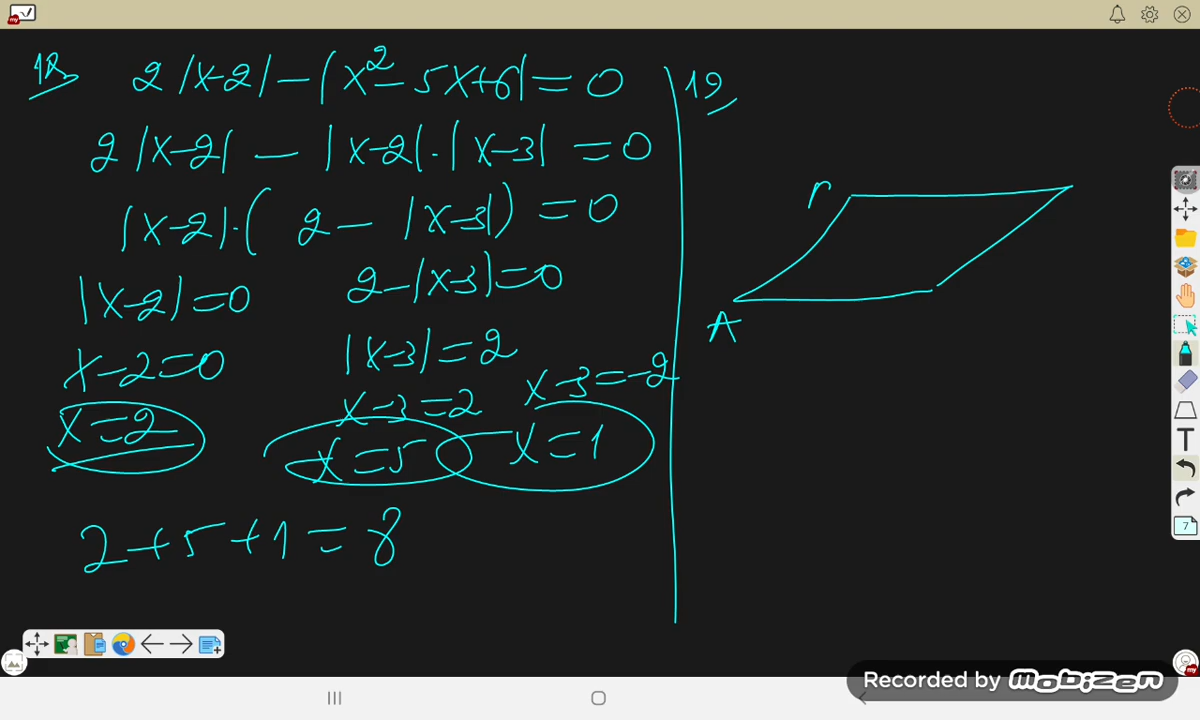 2|x-2| - |x²-5x+6| = 0
2|x-2| - |x-2|·|x-3| = 0
|x-2|·(2 - |x-3|) = 0
|x-2|=0
2-|x-3|=0
x-2=0
|x-3|=2
x=2
x-3=2
x-3=-2
x=5
x=1
2+5+1=8
19
A
T
7
Recorded by mobizen